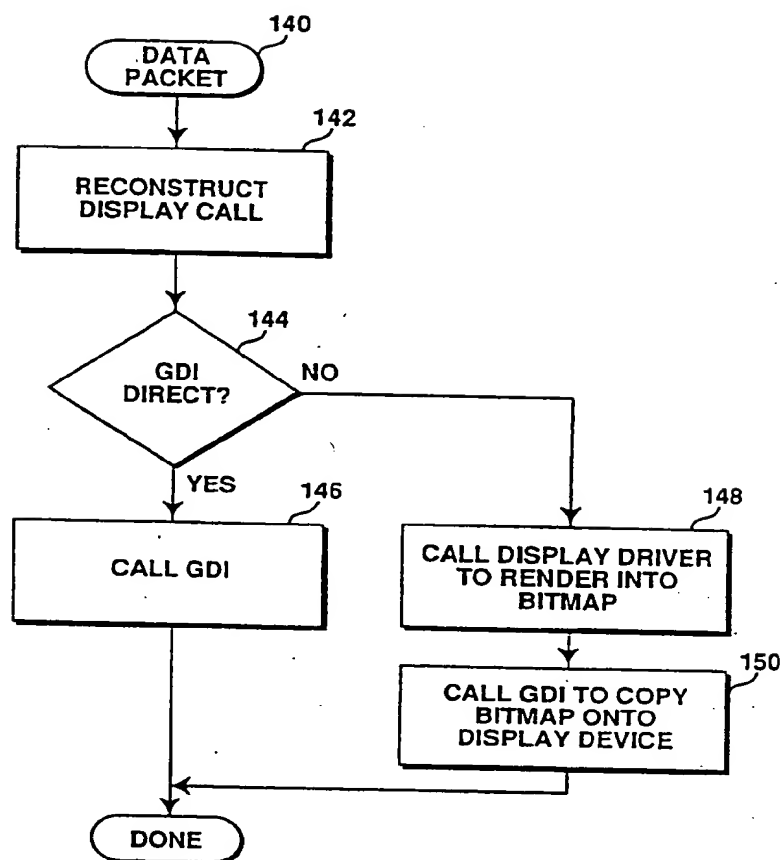 140
DATA
PACKET
142
RECONSTRUCT
DISPLAY CALL
144
GDI
DIRECT?
NO
YES
146
CALL GDI
148
CALL DISPLAY DRIVER
TO RENDER INTO
BITMAP
150
CALL GDI TO COPY
BITMAP ONTO
DISPLAY DEVICE
DONE